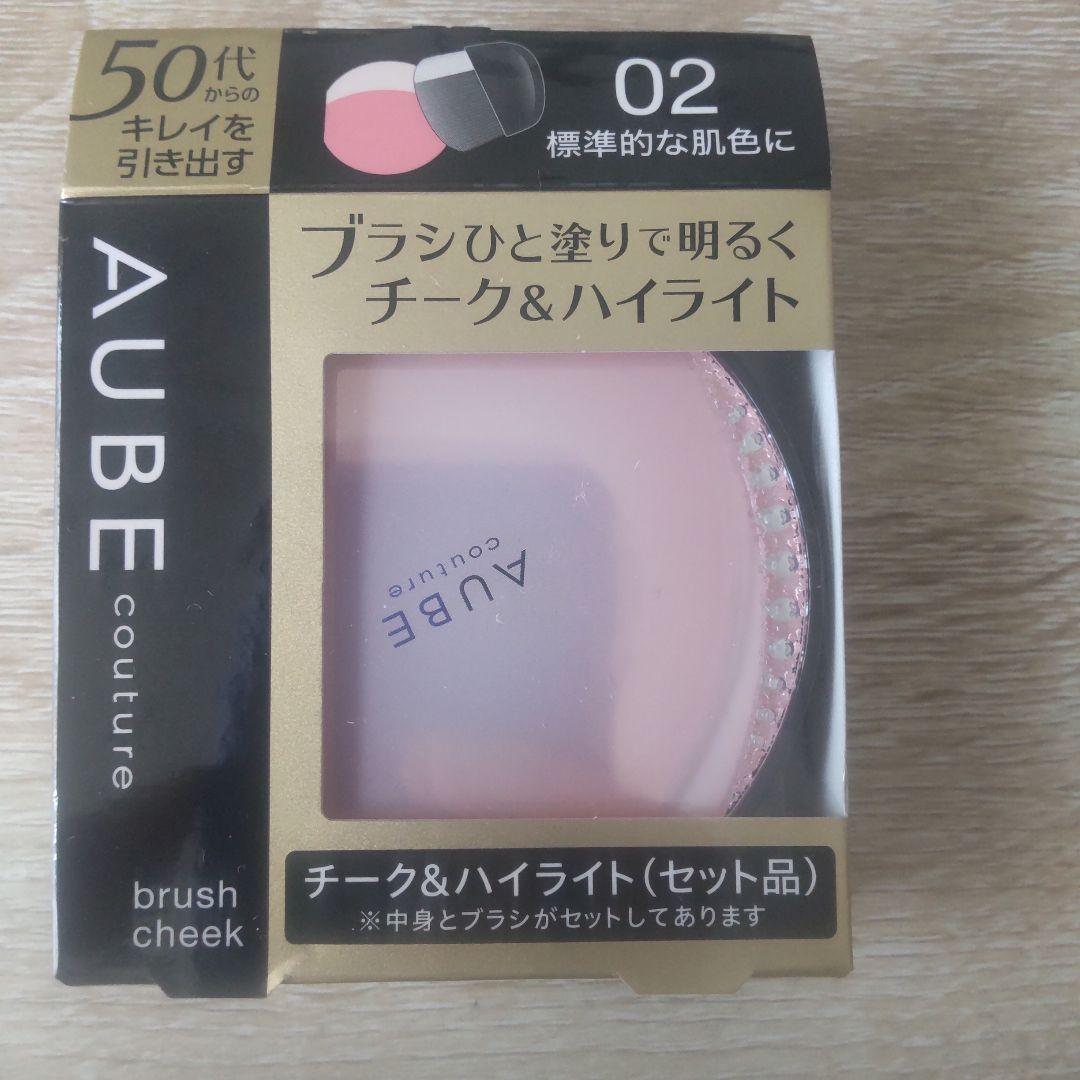 50代
からの
キレイを
引き出す
02
標準的な肌色に
ブラシひと塗りで明るく
チーク&ハイライト
AUBE
couture
AUBE
couture
brush
cheek
チーク&ハイライト(セット品)
※中身とブラシがセットしてあります